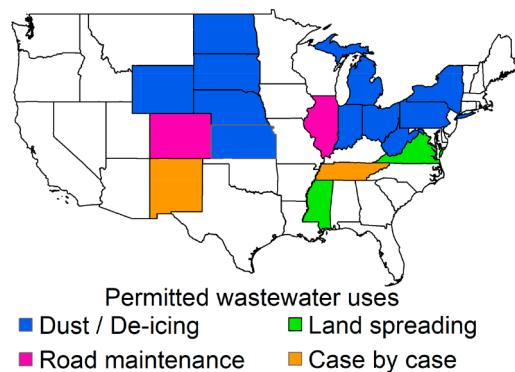 Permitted wastewater uses
Dust / De-icing
Land spreading
Road maintenance
Case by case